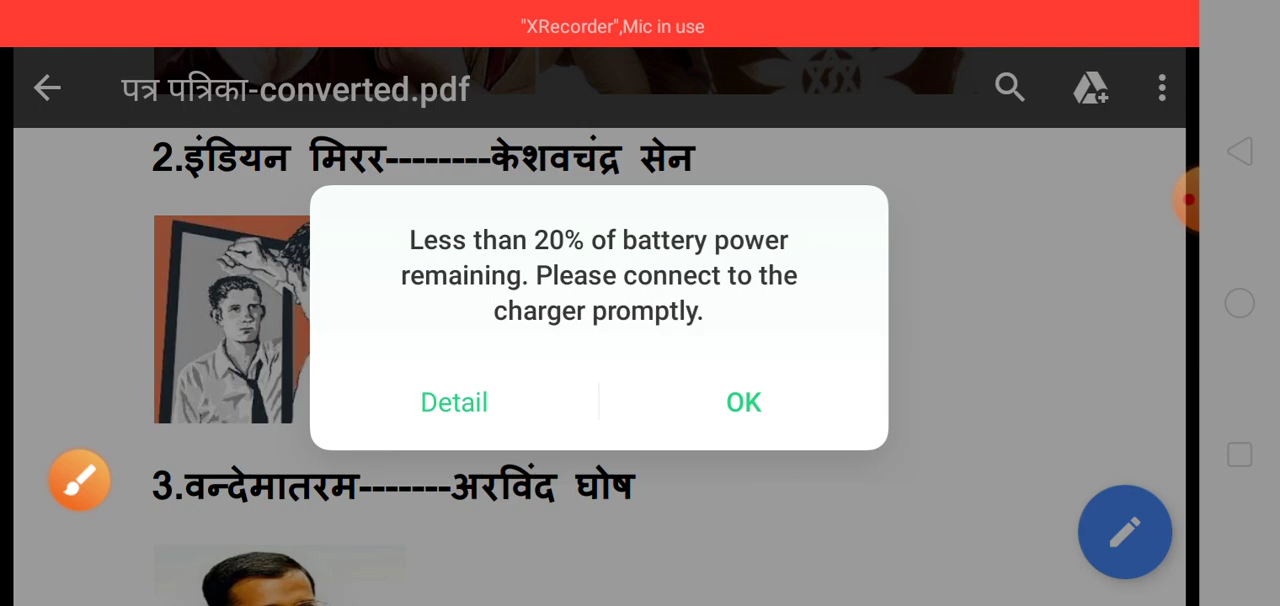 "XRecorder",Mic in use
पत्र पत्रिका-converted.pdf
2.इंडियन मिरर--------केशवचंद्र सेन
Less than 20% of battery power
remaining. Please connect to the
charger promptly.
Detail
OK
3.वन्देमातरम-------अरविंद घोष